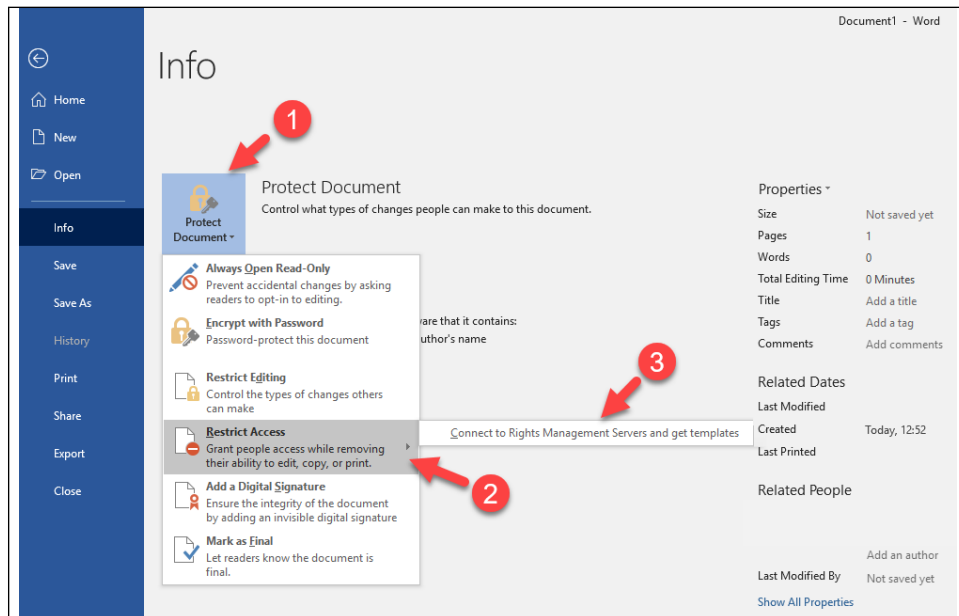 Document1 - Word
Info
Home
New
Open
Info
Save
Save As
History
Print
Share
Export
Close
1
Protect
Document
Protect Document
Control what types of changes people can make to this document.
Always Open Read-Only
Prevent accidental changes by asking
readers to opt-in to editing.
Encrypt with Password
Password-protect this document
Restrict Editing
Control the types of changes others
can make
Restrict Access
Grant people access while removing
their ability to edit, copy, or print.
Add a Digital Signature
Ensure the integrity of the document
by adding an invisible digital signature
Mark as Final
Let readers know the document is
final.
are that it contains:
uthor's name
3
Connect to Rights Management Servers and get templates
2
Properties
Size Not saved yet
Pages 1
Words 0
Total Editing Time 0 Minutes
Title Add a title
Tags Add a tag
Comments Add comments
Related Dates
Last Modified
Created Today, 12:52
Last Printed
Related People
Add an author
Last Modified By Not saved yet
Show All Properties